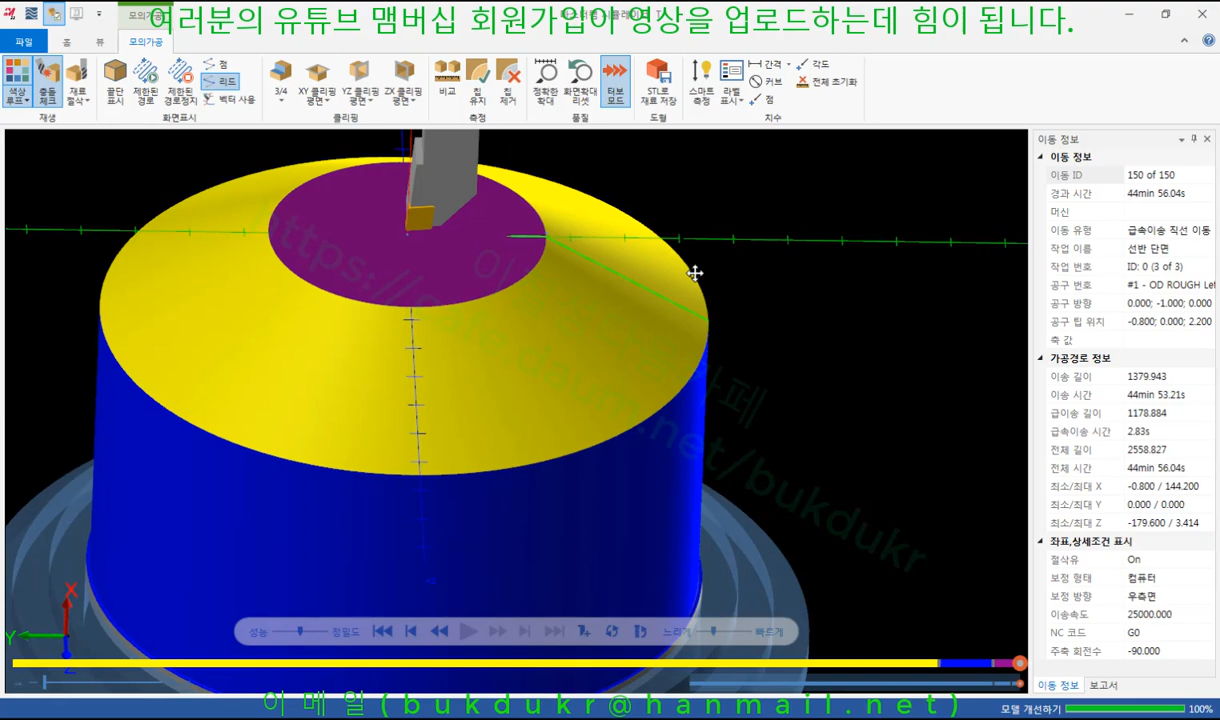 여러분의 유튜브 맴버십 회원가입이 영상을 업로드하는데 힘이 됩니다.
모의가공
파일 홈 뷰 모의가공
색상 루프 충돌 체크 재료 절삭
재생
끝단 표시 제한된 경로 제한된 경로정지 점 리드 벡터 사용
화면표시
3/4 XY 클리핑 평면 YZ 클리핑 평면 ZX 클리핑 평면
클리핑
비교 칩 유지 칩 제거
측정
정확한 확대 화면확대 리셋 터보 모드
품질
STL로 재료 저장
도형
스마트 측정 라벨 표시 간격 커브 점 각도 전체 초기화
지수
이동 정보
이동 정보
이동 ID 150 of 150
경과 시간 44min 56.04s
머신
이동 유형 급속이송 직선 이동
작업 이름 선반 단면
작업 번호 ID: 0 (3 of 3)
공구 번호 #1 - OD ROUGH Lef
공구 방향 0.000; -1.000; 0.000
공구 팁 위치 -0.800; 0.000; 2.200
축 값
가공경로 정보
이송 길이 1379.943
이송 시간 44min 53.21s
급이송 길이 1178.884
급속이송 시간 2.83s
전체 길이 2558.827
전체 시간 44min 56.04s
최소/최대 X -0.800 / 144.200
최소/최대 Y 0.000 / 0.000
최소/최대 Z -179.600 / 3.414
좌표,상세조건 표시
절삭유 On
보정 형태 컴퓨터
보정 방향 우측면
이송속도 25000.000
NC 코드 G0
주축 회전수 -90.000
이동 정보 보고서
ttps://cafe.daum.net/bukdukr
X
Y
Z
성능 정밀도 느리게 빠르게
이 메 일(bukdukr@hanmail.net)
모델 개선하기 100%